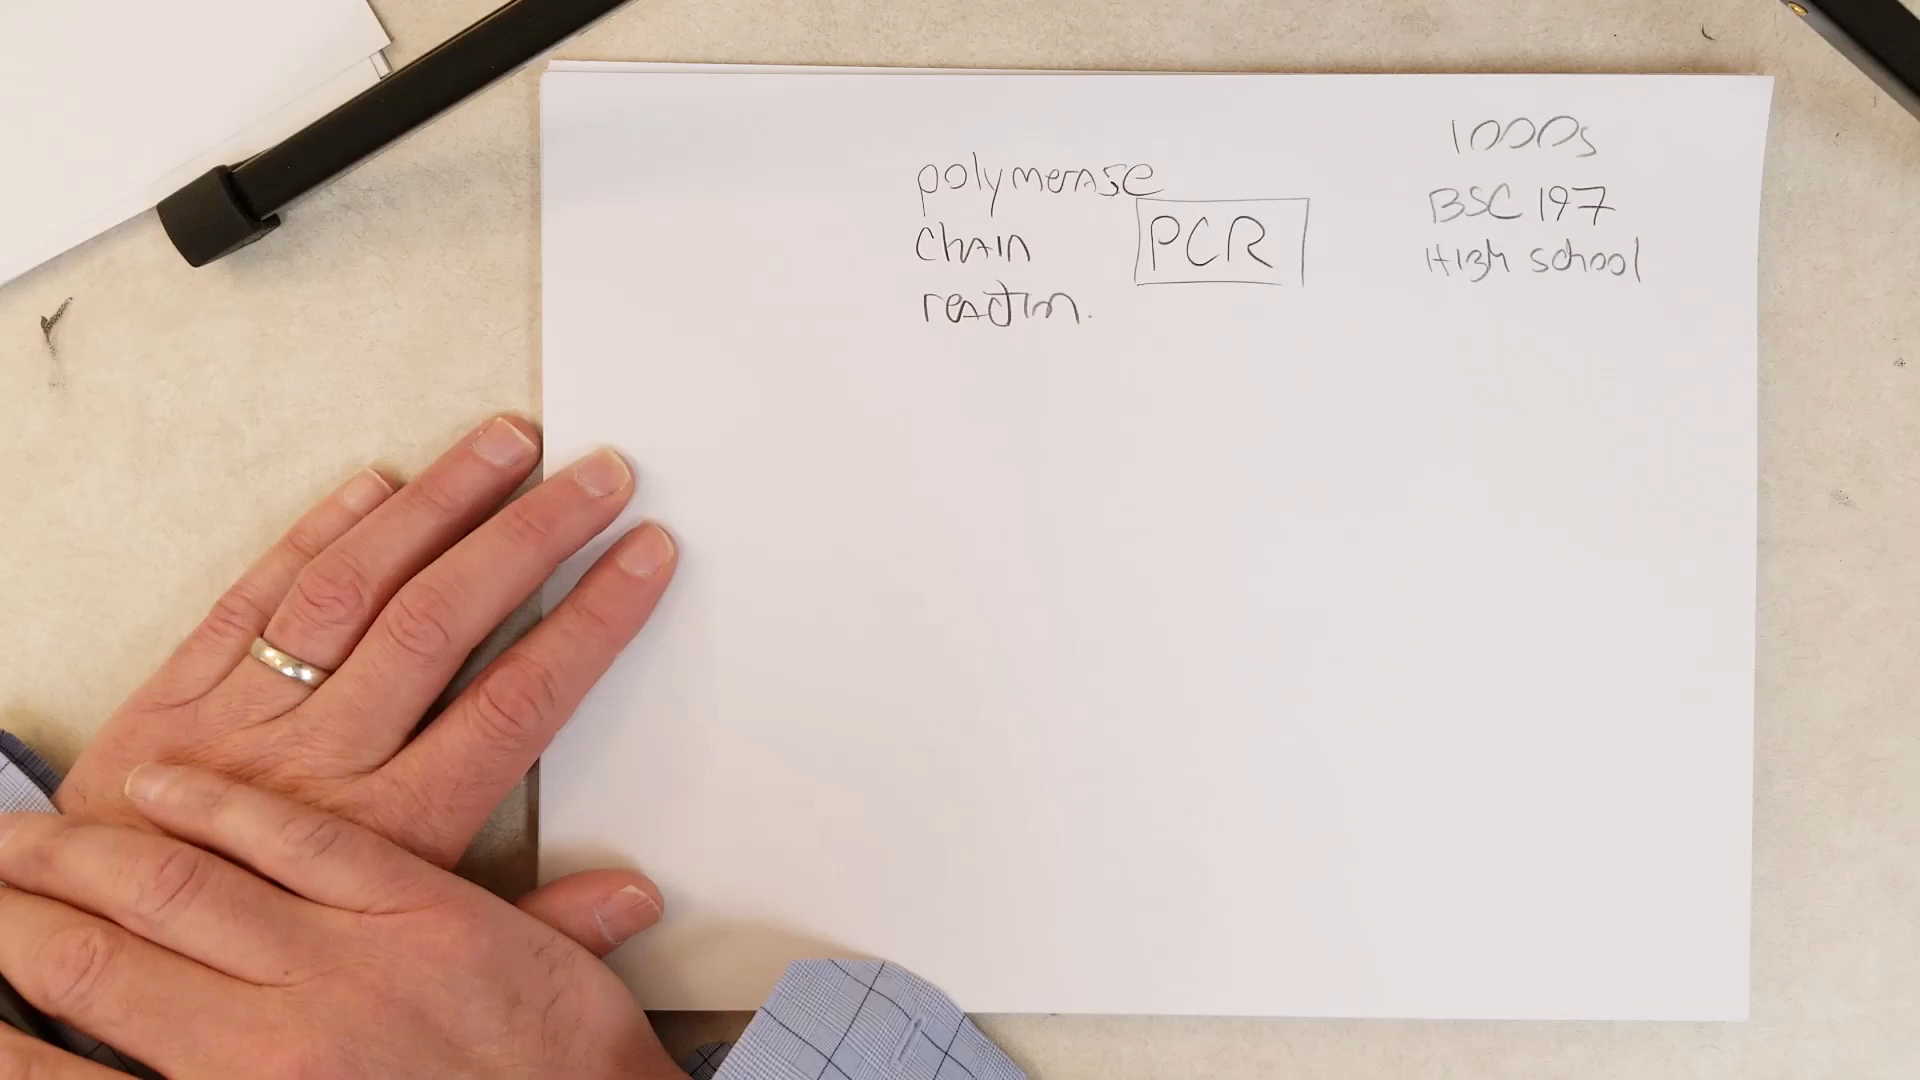 polymerase
chain
reaction.
PCR
1000s
BSC 197
High school